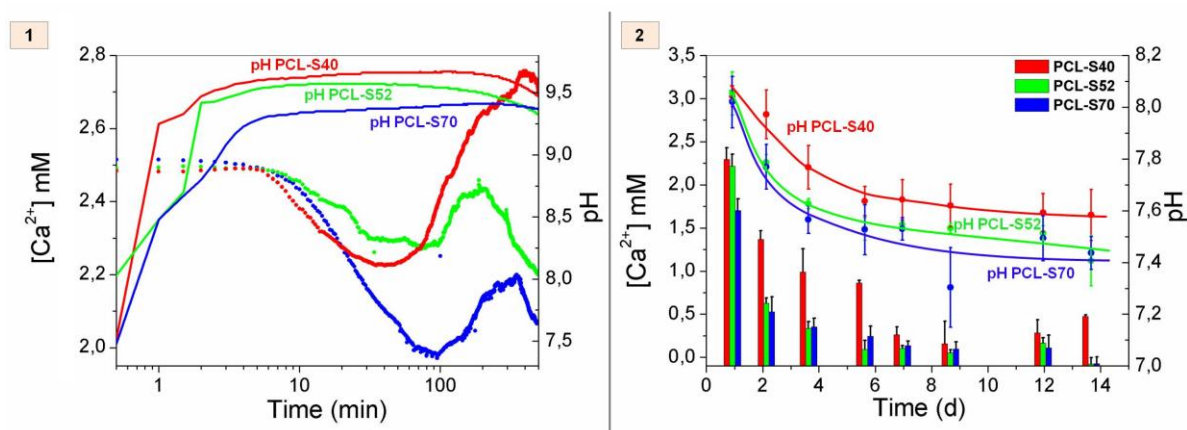 1
2,8
2,6
2,4
2,2
2,0
[Ca2+] mM
pH PCL-S40
pH PCL-S52
pH PCL-S70
9,5
9,0
8,5
8,0
7,5
pH
1 10 100
Time (min)
2
3,5
3,0
2,5
2,0
1,5
1,0
0,5
0,0
[Ca2+] mM
PCL-S40
PCL-S52
PCL-S70
pH PCL-S40
pH PCL-S52
pH PCL-S70
8,2
8,0
7,8
7,6
7,4
7,2
7,0
pH
0 2 4 6 8 10 12 14
Time (d)